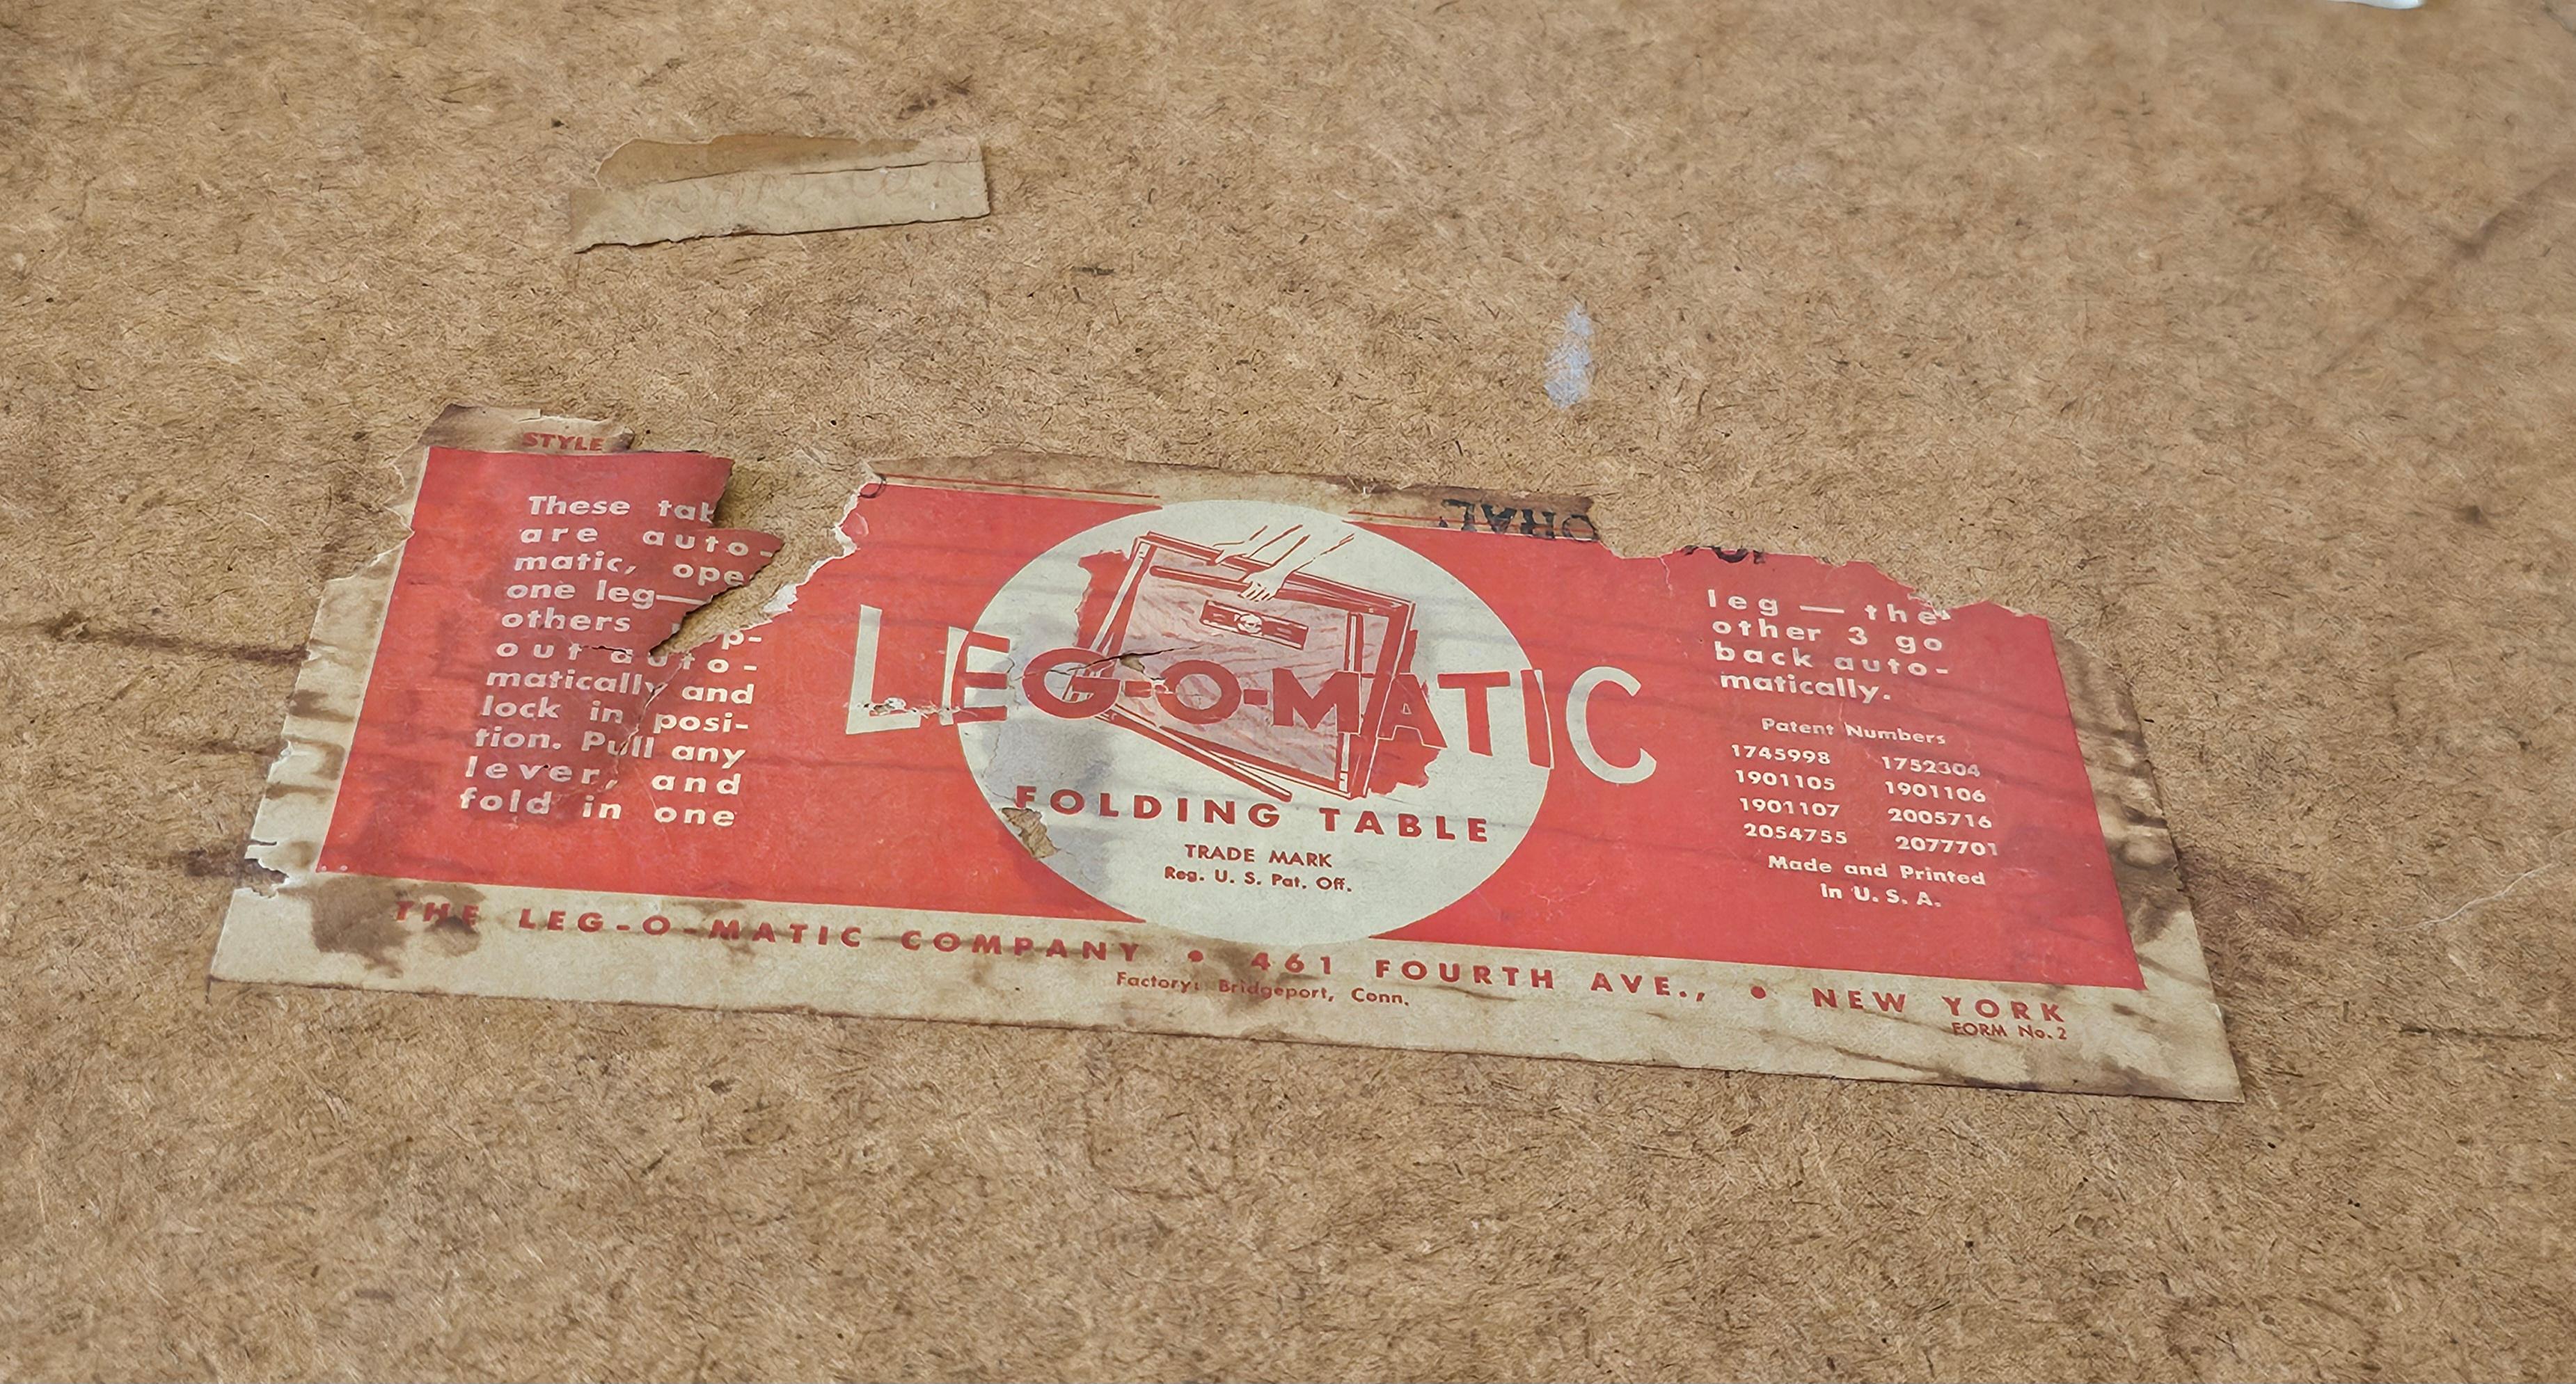 STYLE
These
are auto-
matic,
one leg—
others
out auto-
matically and
lock in posi-
tion. Pull any
lever, and
fold in one
LEG-O-MATIC
FOLDING TABLE
TRADE MARK
Reg. U. S. Pat. Off.
leg — the
other 3 go
back auto-
matically.
Patent Numbers
1745998 1752304
1901105 1901106
1901107 2005716
2054755 2077701
Made and Printed
in U. S. A.
THE LEG-O-MATIC COMPANY • 461 FOURTH AVE., • NEW YORK
Factory: Bridgeport, Conn.
FORM No. 2